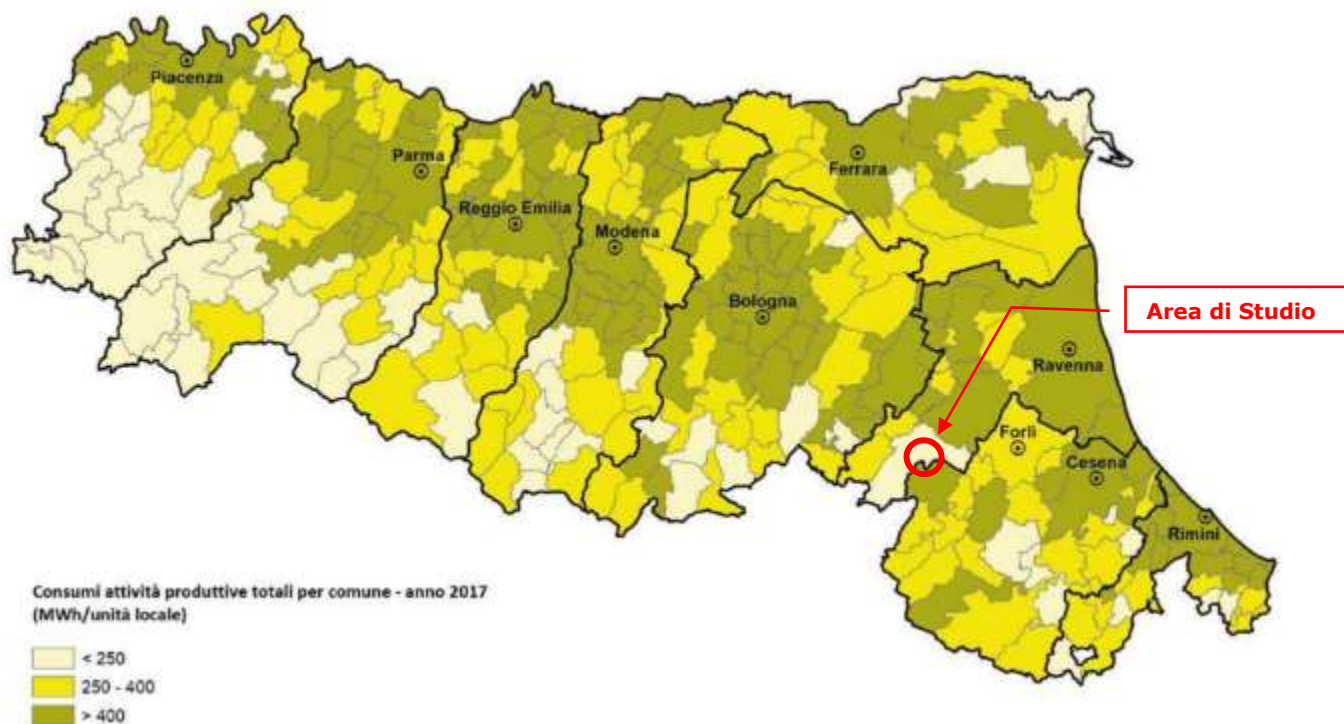 Piacenza
Parma
Reggio Emilia
Modena
Ferrara
Bologna
Area di Studio
Ravenna
Forlì
Cesena
Rimini
Consumi attività produttive totali per comune - anno 2017
(MWh/unità locale)
< 250
250 - 400
> 400